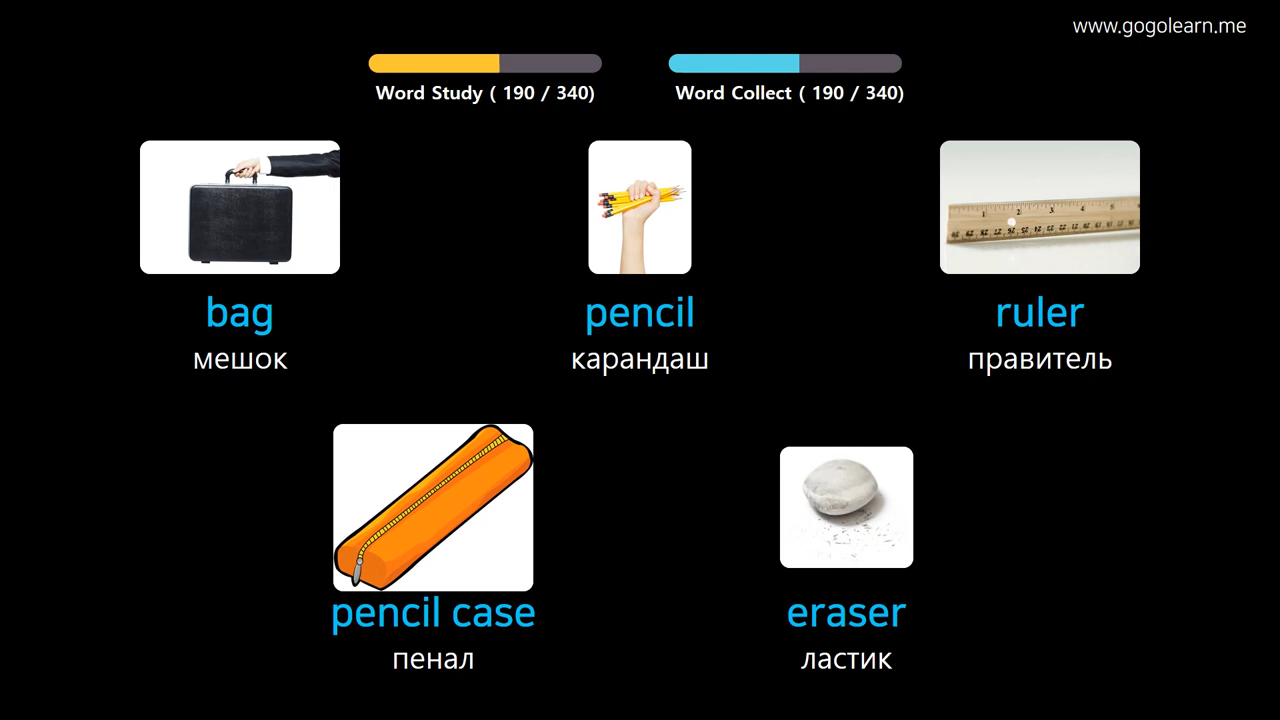 www.gogolearn.me
Word Study ( 190 / 340)
Word Collect ( 190 / 340)
bag
мешок
pencil
карандаш
ruler
правитель
pencil case
пенал
eraser
ластик